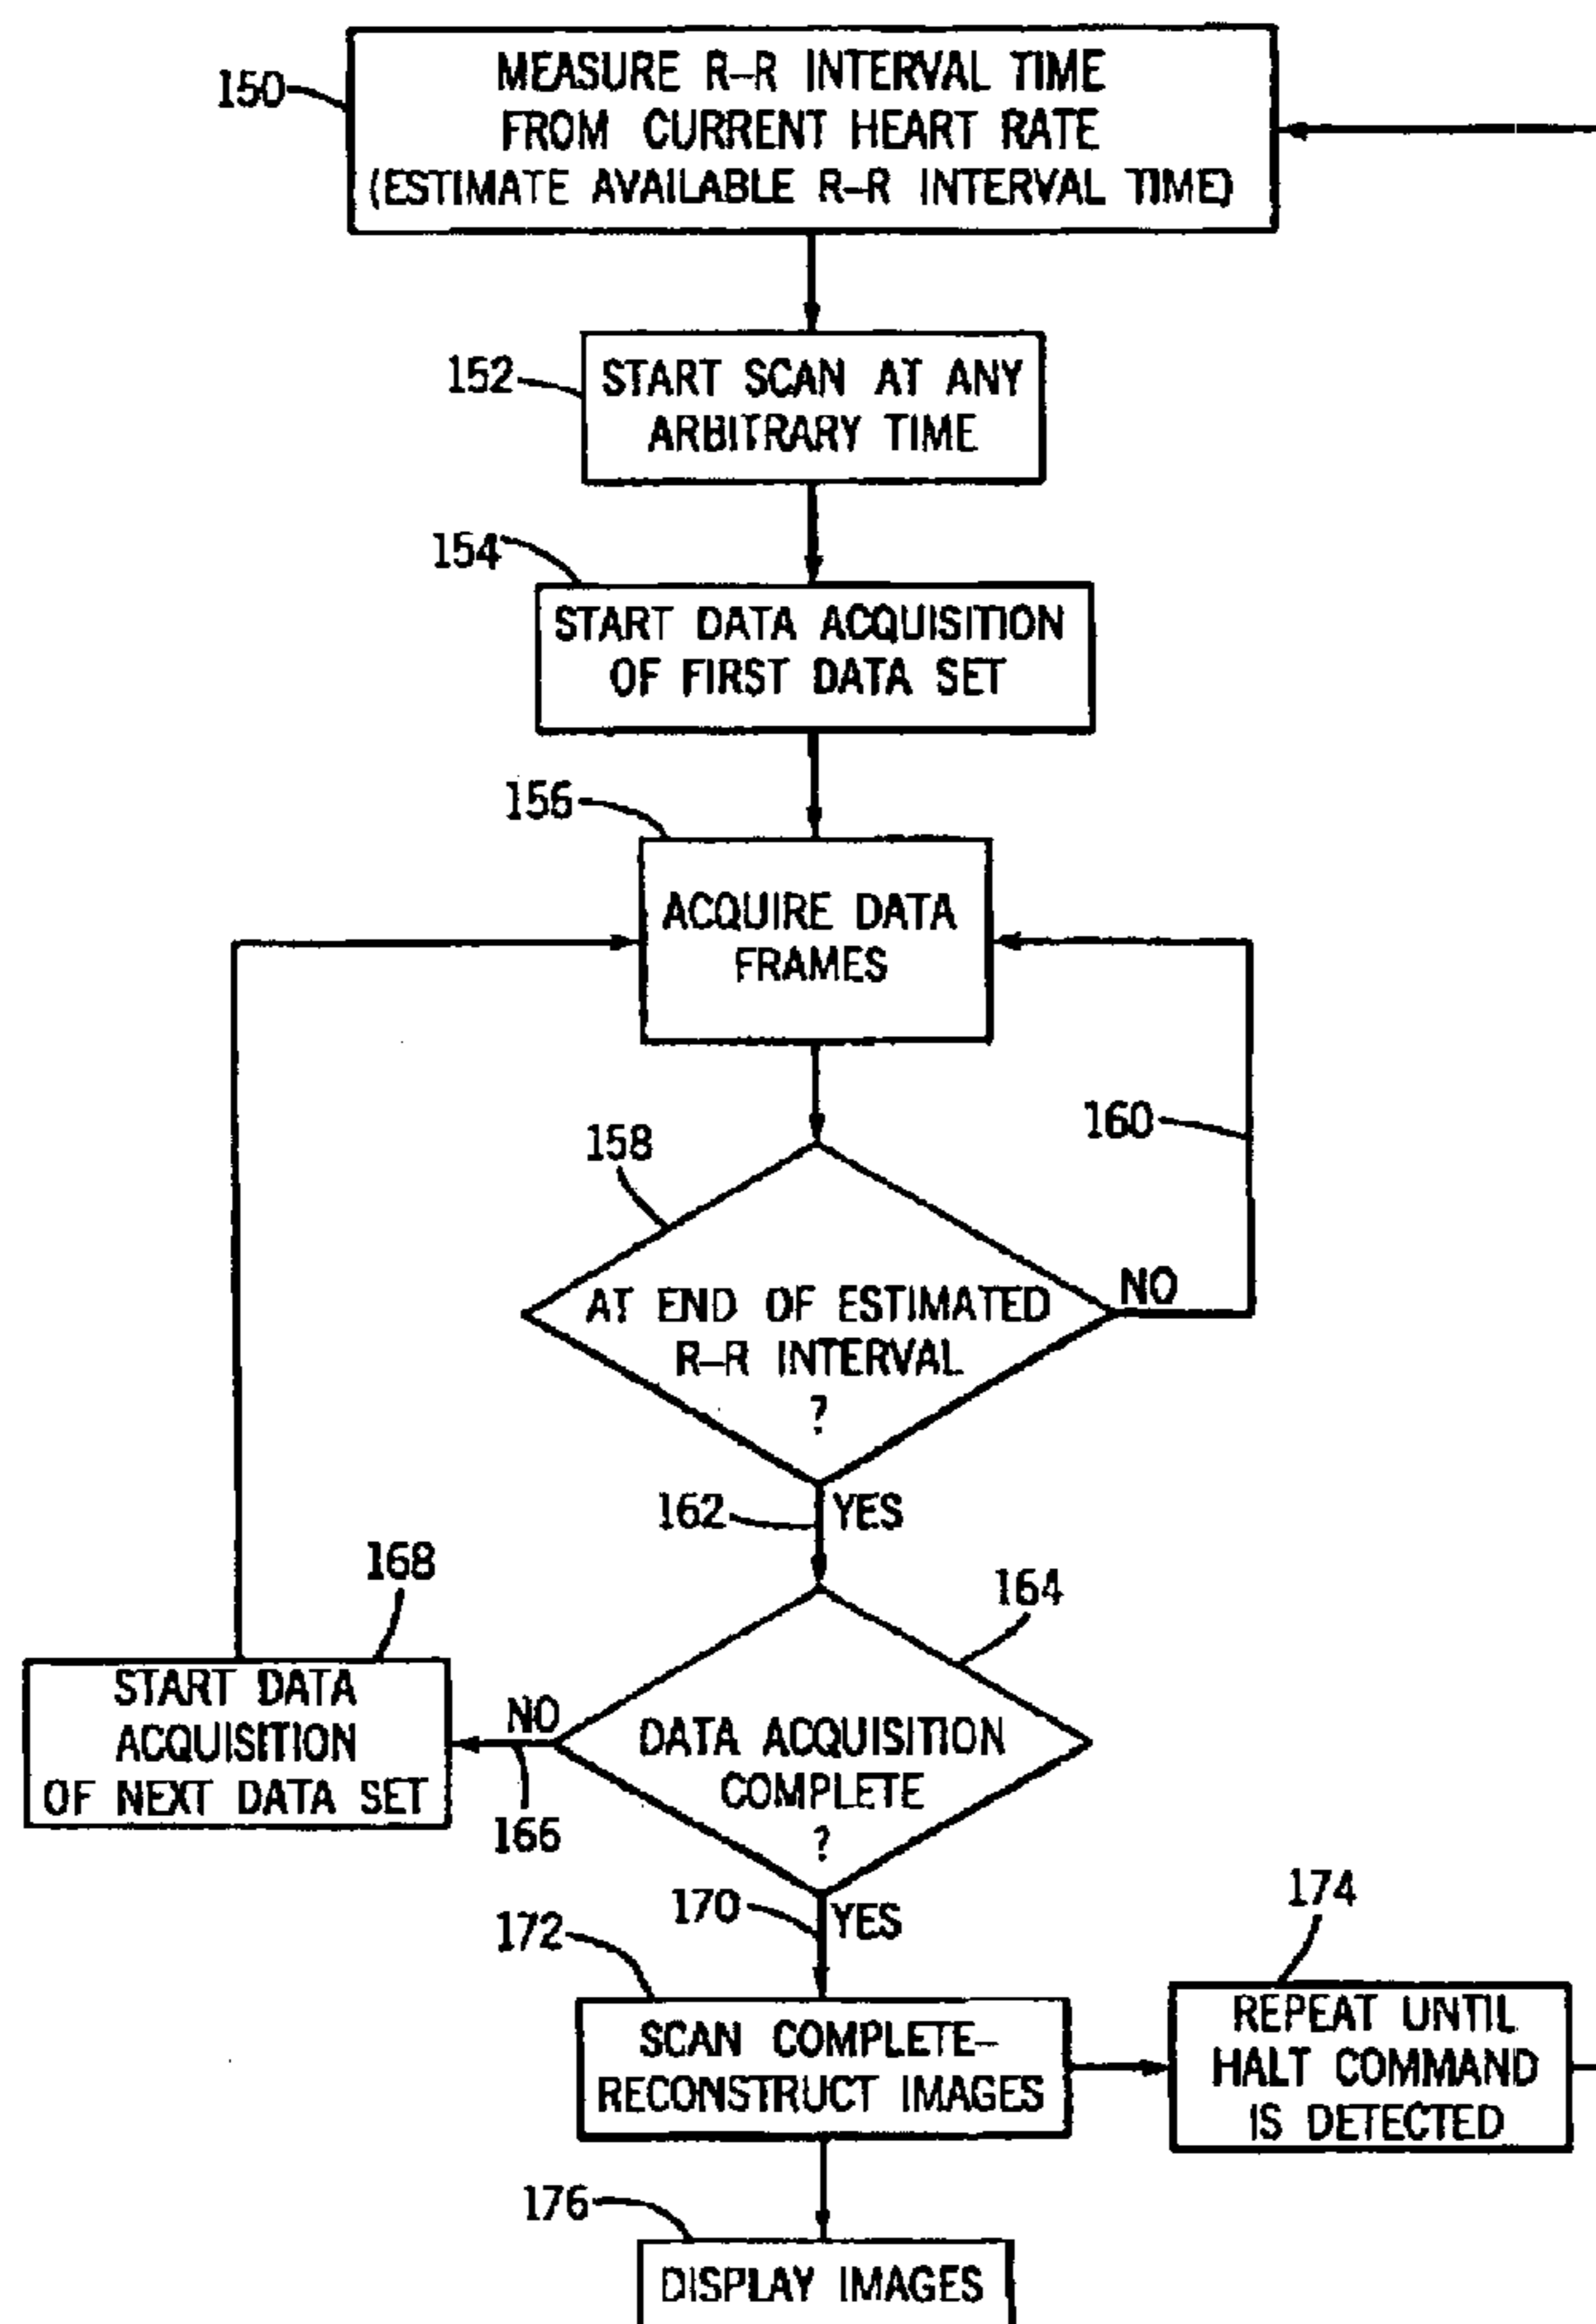 150
MEASURE R-R INTERVAL TIME
FROM CURRENT HEART RATE
(ESTIMATE AVAILABLE R-R INTERVAL TIME)
152
START SCAN AT ANY
ARBITRARY TIME
154
START DATA ACQUISITION
OF FIRST DATA SET
156
ACQUIRE DATA
FRAMES
160
158
NO
AT END OF ESTIMATED
R-R INTERVAL
?
162
YES
168
164
START DATA
ACQUISITION
OF NEXT DATA SET
NO
166
DATA ACQUISITION
COMPLETE
?
170
YES
172
174
SCAN COMPLETE-
RECONSTRUCT IMAGES
REPEAT UNTIL
HALT COMMAND
IS DETECTED
176
DISPLAY IMAGES